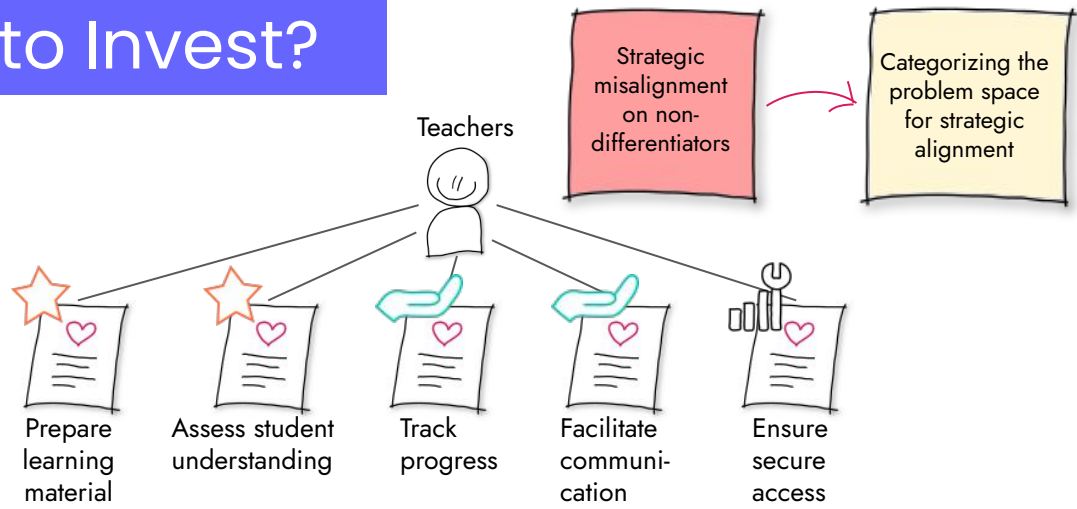 to Invest?
Strategic
misalignment
on non-
differentiators
Categorizing the
problem space
for strategic
alignment
Teachers
Prepare
learning
material
Assess student
understanding
Track
progress
Facilitate
communi-
cation
Ensure
secure
access